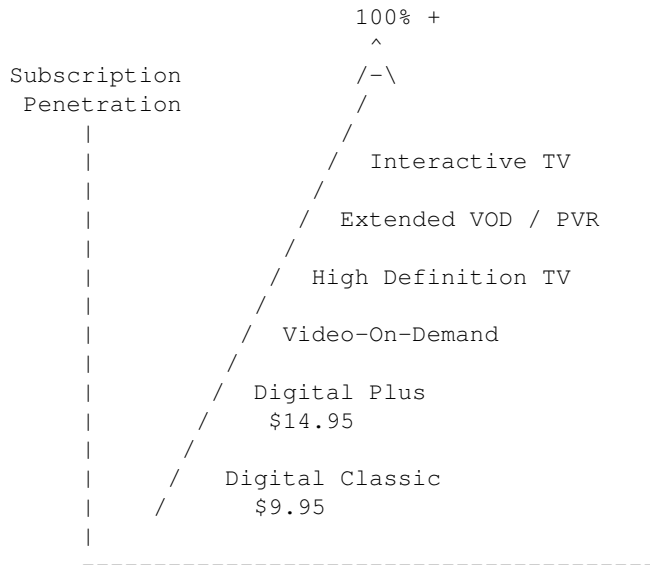 100% +
^
Subscription /-\
Penetration /
| /
| / Interactive TV
| /
| / Extended VOD / PVR
| /
| / High Definition TV
| /
| / Video-On-Demand
| /
| / Digital Plus
| / $14.95
| /
| / Digital Classic
| / $9.95
|
----------------------------------------